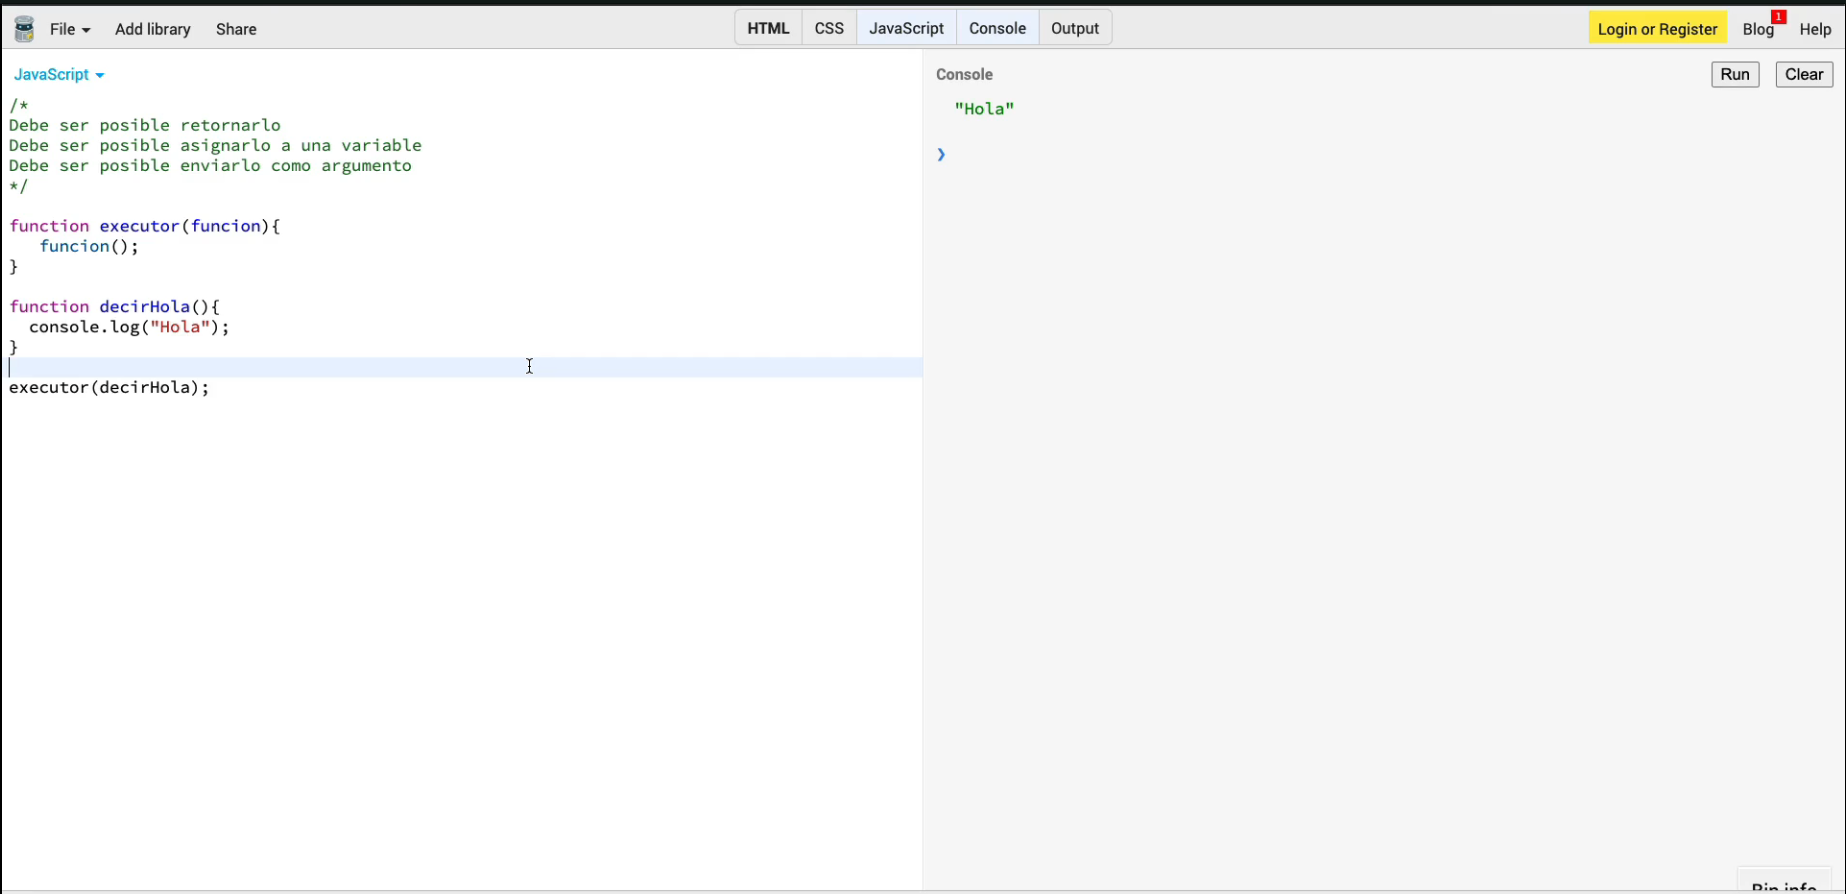 File Add library Share HTML CSS JavaScript Console Output Login or Register Blog 1 Help
JavaScript
/*
Debe ser posible retornarlo
Debe ser posible asignarlo a una variable
Debe ser posible enviarlo como argumento
*/
function executor(funcion){
funcion();
}
function decirHola(){
console.log("Hola");
}
executor(decirHola);
Console Run Clear
"Hola"
❯
Bin info